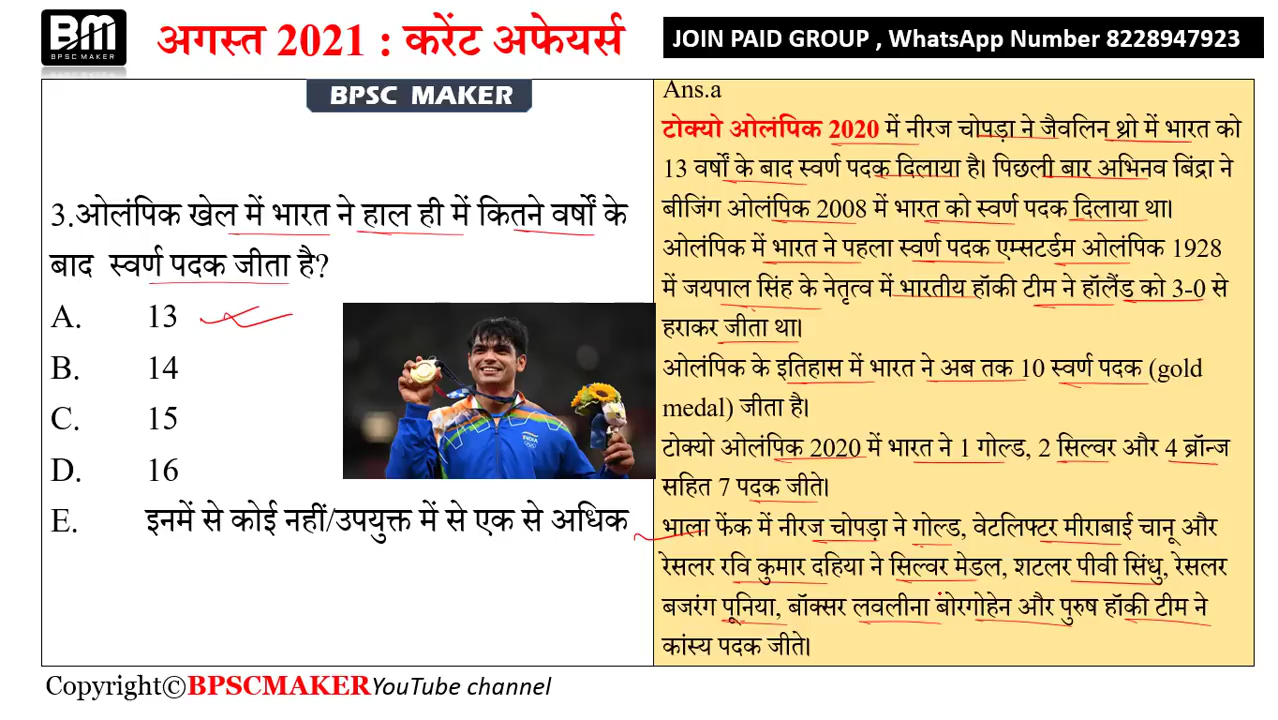 BM
BPSC MAKER
अगस्त 2021 : करेंट अफेयर्स
JOIN PAID GROUP , WhatsApp Number 8228947923
BPSC MAKER
3.ओलंपिक खेल में भारत ने हाल ही में कितने वर्षों के
बाद स्वर्ण पदक जीता है?
A. 13
B. 14
C. 15
D. 16
E. इनमें से कोई नहीं/उपयुक्त में से एक से अधिक
INDIA
Ans.a
टोक्यो ओलंपिक 2020 में नीरज चोपड़ा ने जैवलिन थ्रो में भारत को
13 वर्षों के बाद स्वर्ण पदक दिलाया है। पिछली बार अभिनव बिंद्रा ने
बीजिंग ओलंपिक 2008 में भारत को स्वर्ण पदक दिलाया था।
ओलंपिक में भारत ने पहला स्वर्ण पदक एम्सटर्डम ओलंपिक 1928
में जयपाल सिंह के नेतृत्व में भारतीय हॉकी टीम ने हॉलैंड को 3-0 से
हराकर जीता था।
ओलंपिक के इतिहास में भारत ने अब तक 10 स्वर्ण पदक (gold
medal) जीता है।
टोक्यो ओलंपिक 2020 में भारत ने 1 गोल्ड, 2 सिल्वर और 4 ब्रॉन्ज
सहित 7 पदक जीते।
भाला फेंक में नीरज चोपड़ा ने गोल्ड, वेटलिफ्टर मीराबाई चानू और
रेसलर रवि कुमार दहिया ने सिल्वर मेडल, शटलर पीवी सिंधु, रेसलर
बजरंग पूनिया, बॉक्सर लवलीना बोरगोहेन और पुरुष हॉकी टीम ने
कांस्य पदक जीते।
Copyright©BPSCMAKERYouTube channel